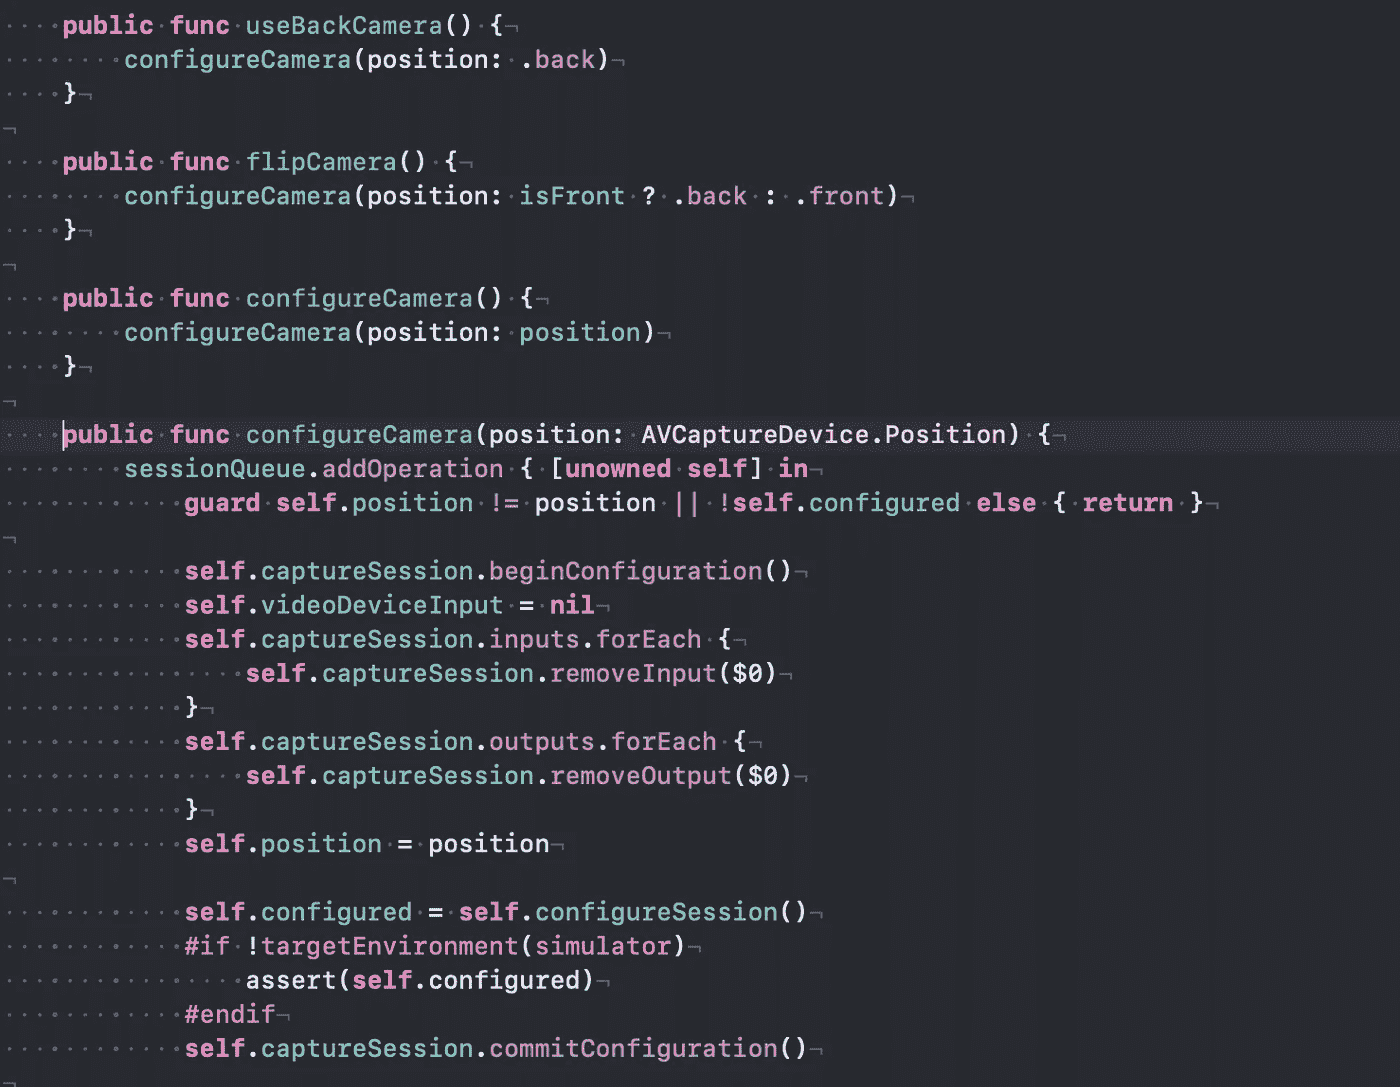 public func useBackCamera() {
configureCamera(position: .back)
}
public func flipCamera() {
configureCamera(position: isFront ? .back : .front)
}
public func configureCamera() {
configureCamera(position: position)
}
public func configureCamera(position: AVCaptureDevice.Position) {
sessionQueue.addOperation { [unowned self] in
guard self.position != position || !self.configured else { return }
self.captureSession.beginConfiguration()
self.videoDeviceInput = nil
self.captureSession.inputs.forEach {
self.captureSession.removeInput($0)
}
self.captureSession.outputs.forEach {
self.captureSession.removeOutput($0)
}
self.position = position
self.configured = self.configureSession()
#if !targetEnvironment(simulator)
assert(self.configured)
#endif
self.captureSession.commitConfiguration()